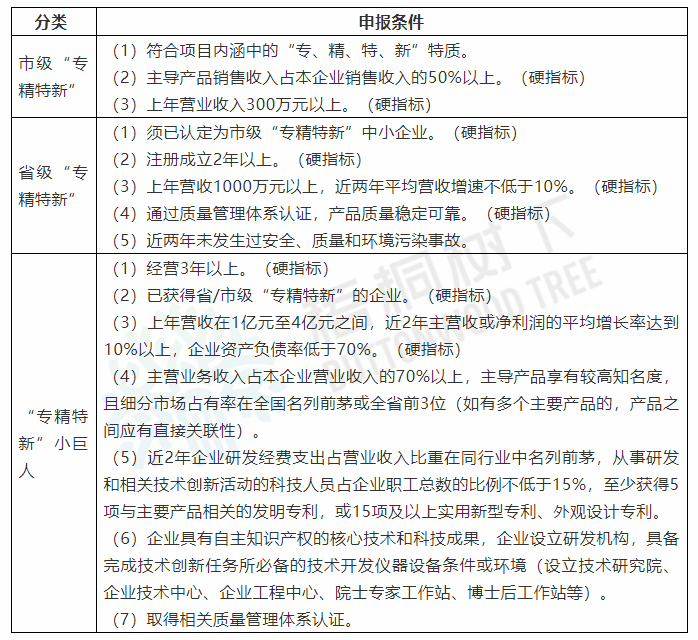 分类
申报条件
市级“专
精特新”
（1）符合项目内涵中的“专、精、特、新”特质。
（2）主导产品销售收入占本企业销售收入的50%以上。（硬指标）
（3）上年营业收入300万元以上。（硬指标）
省级“专
精特新”
（1）须已认定为市级“专精特新”中小企业。（硬指标）
（2）注册成立2年以上。（硬指标）
（3）上年营收1000万元以上，近两年平均营收增速不低于10%。（硬指标）
（4）通过质量管理体系认证，产品质量稳定可靠。（硬指标）
（5）近两年未发生过安全、质量和环境污染事故。
“专精特
新”小巨
人
（1）经营3年以上。（硬指标）
（2）已获得省/市级“专精特新”的企业。（硬指标）
（3）上年营收在1亿元至4亿元之间，近2年主营收或净利润的平均增长率达到
10%以上，企业资产负债率低于70%。（硬指标）
（4）主营业务收入占本企业营业收入的70%以上，主导产品享有较高知名度，
且细分市场占有率在全国名列前茅或全省前3位（如有多个主要产品的，产品之
间应有直接关联性）。
（5）近2年企业研发经费支出占营业收入比重在同行业中名列前茅，从事研发
和相关技术创新活动的科技人员占企业职工总数的比例不低于15%，至少获得5
项与主要产品相关的发明专利，或15项及以上实用新型专利、外观设计专利。
（6）企业具有自主知识产权的核心技术和科技成果，企业设立研发机构，具备
完成技术创新任务所必备的技术开发仪器设备条件或环境（设立技术研究院、
企业技术中心、企业工程中心、院士专家工作站、博士后工作站等）。
（7）取得相关质量管理体系认证。
梧桐树下
BUTTONWOOD TREE